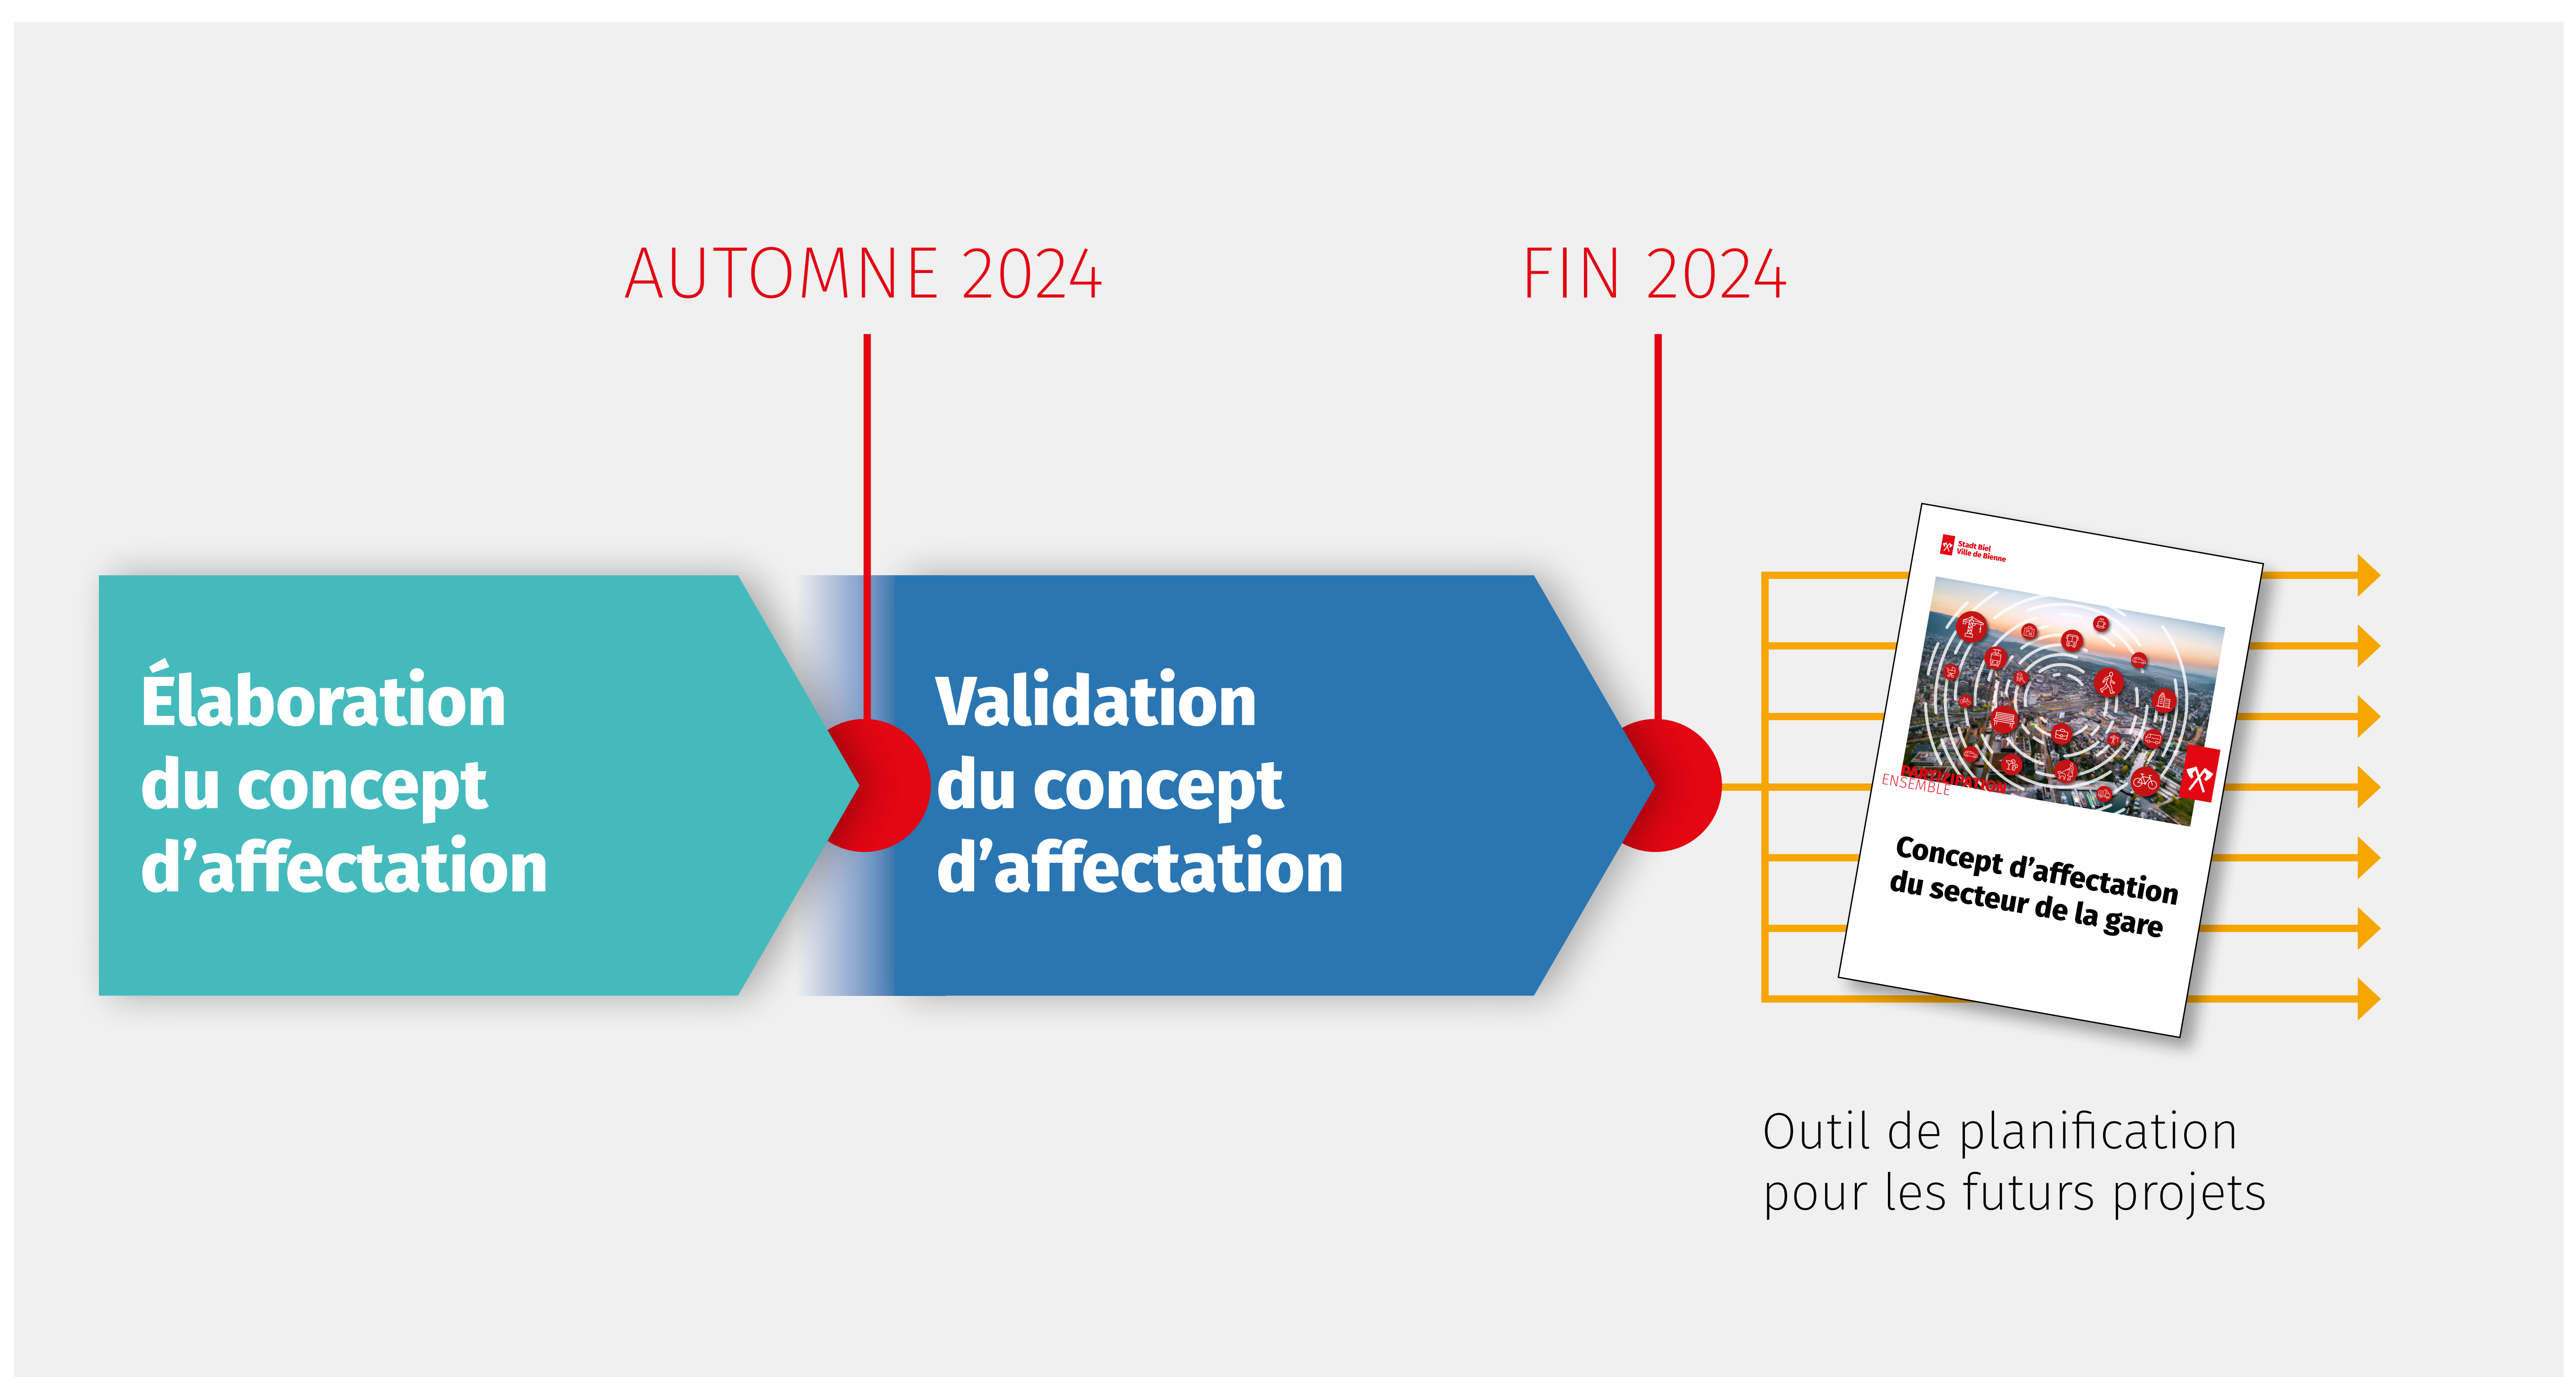 AUTOMNE 2024
FIN 2024
Élaboration
du concept
d’affectation
Validation
du concept
d’affectation
Stadt Biel
Ville de Bienne
PARTIZIPATION
ENSEMBLE
Concept d’affectation
du secteur de la gare
Outil de planification
pour les futurs projets